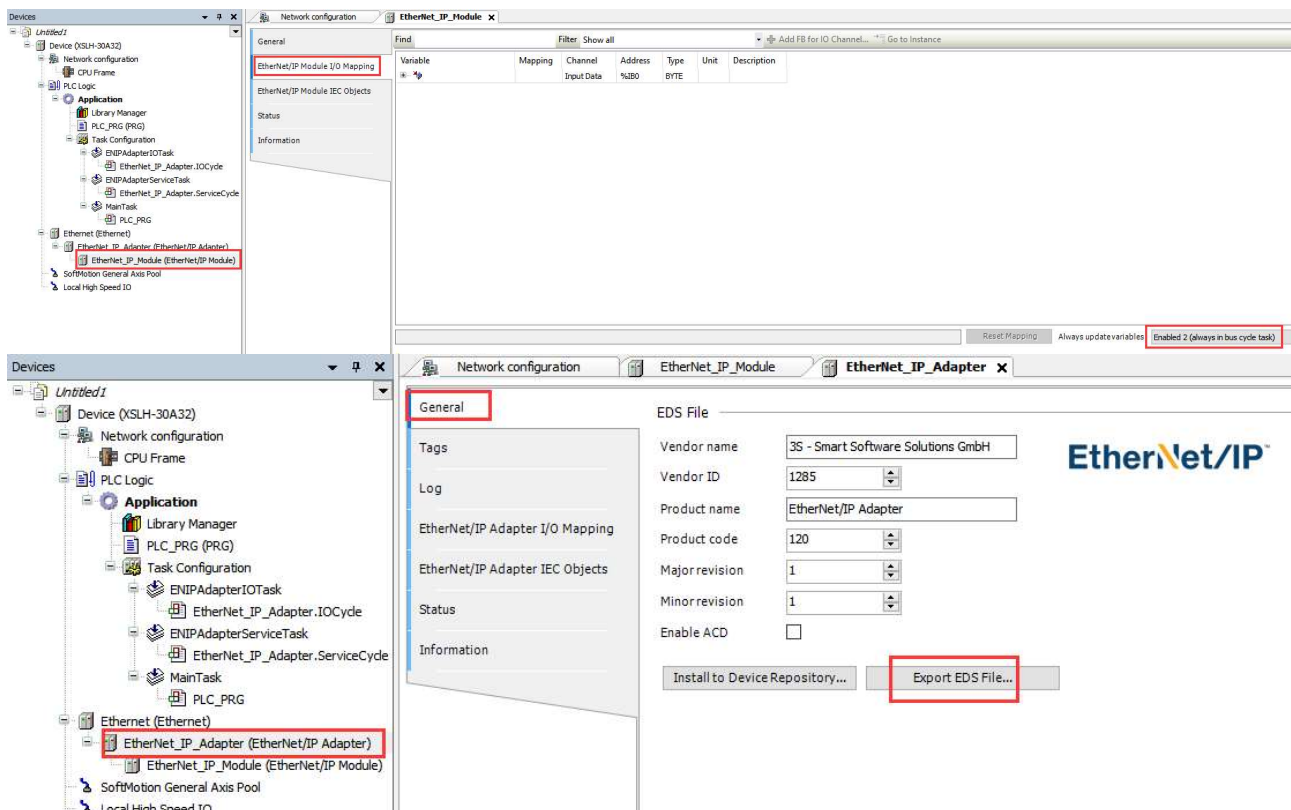 Devices
Untitled1
Device (XSLH-30A32)
Network configuration
CPU Frame
PLC Logic
Application
Library Manager
PLC_PRG (PRG)
Task Configuration
ENIPAdapterIOTask
EtherNet_IP_Adapter.IOCycle
ENIPAdapterServiceTask
EtherNet_IP_Adapter.ServiceCycle
MainTask
PLC_PRG
Ethernet (Ethernet)
EtherNet_IP_Adapter (EtherNet/IP Adapter)
EtherNet_IP_Module (EtherNet/IP Module)
SoftMotion General Axis Pool
Local High Speed IO
Network configuration EtherNet_IP_Module
General
EtherNet/IP Module I/O Mapping
EtherNet/IP Module IEC Objects
Status
Information
Find Filter Show all Add FB for IO Channel... Go to Instance
Variable Mapping Channel Address Type Unit Description
Input Data %IB0 BYTE
Reset Mapping Always update variables Enabled 2 (always in bus cycle task)
Devices
Untitled1
Device (XSLH-30A32)
Network configuration
CPU Frame
PLC Logic
Application
Library Manager
PLC_PRG (PRG)
Task Configuration
ENIPAdapterIOTask
EtherNet_IP_Adapter.IOCycle
ENIPAdapterServiceTask
EtherNet_IP_Adapter.ServiceCycle
MainTask
PLC_PRG
Ethernet (Ethernet)
EtherNet_IP_Adapter (EtherNet/IP Adapter)
EtherNet_IP_Module (EtherNet/IP Module)
SoftMotion General Axis Pool
Local High Speed IO
Network configuration EtherNet_IP_Module EtherNet_IP_Adapter
General
Tags
Log
EtherNet/IP Adapter I/O Mapping
EtherNet/IP Adapter IEC Objects
Status
Information
EDS File
Vendor name 3S - Smart Software Solutions GmbH
Vendor ID 1285
Product name EtherNet/IP Adapter
Product code 120
Major revision 1
Minor revision 1
Enable ACD
Install to Device Repository... Export EDS File...
EtherNet/IP™